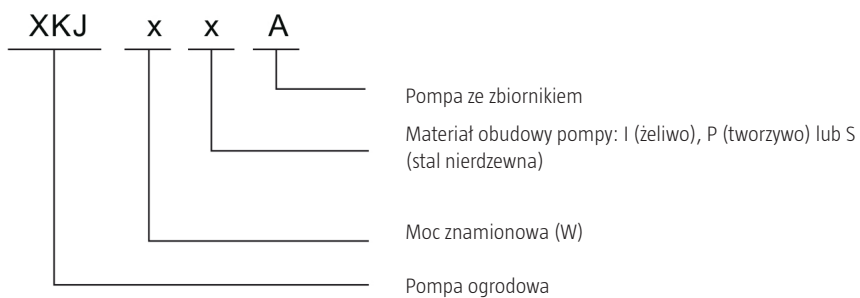 XKJ x x A
Pompa ze zbiornikiem
Materiał obudowy pompy: I (żeliwo), P (tworzywo) lub S
(stal nierdzewna)
Moc znamionowa (W)
Pompa ogrodowa